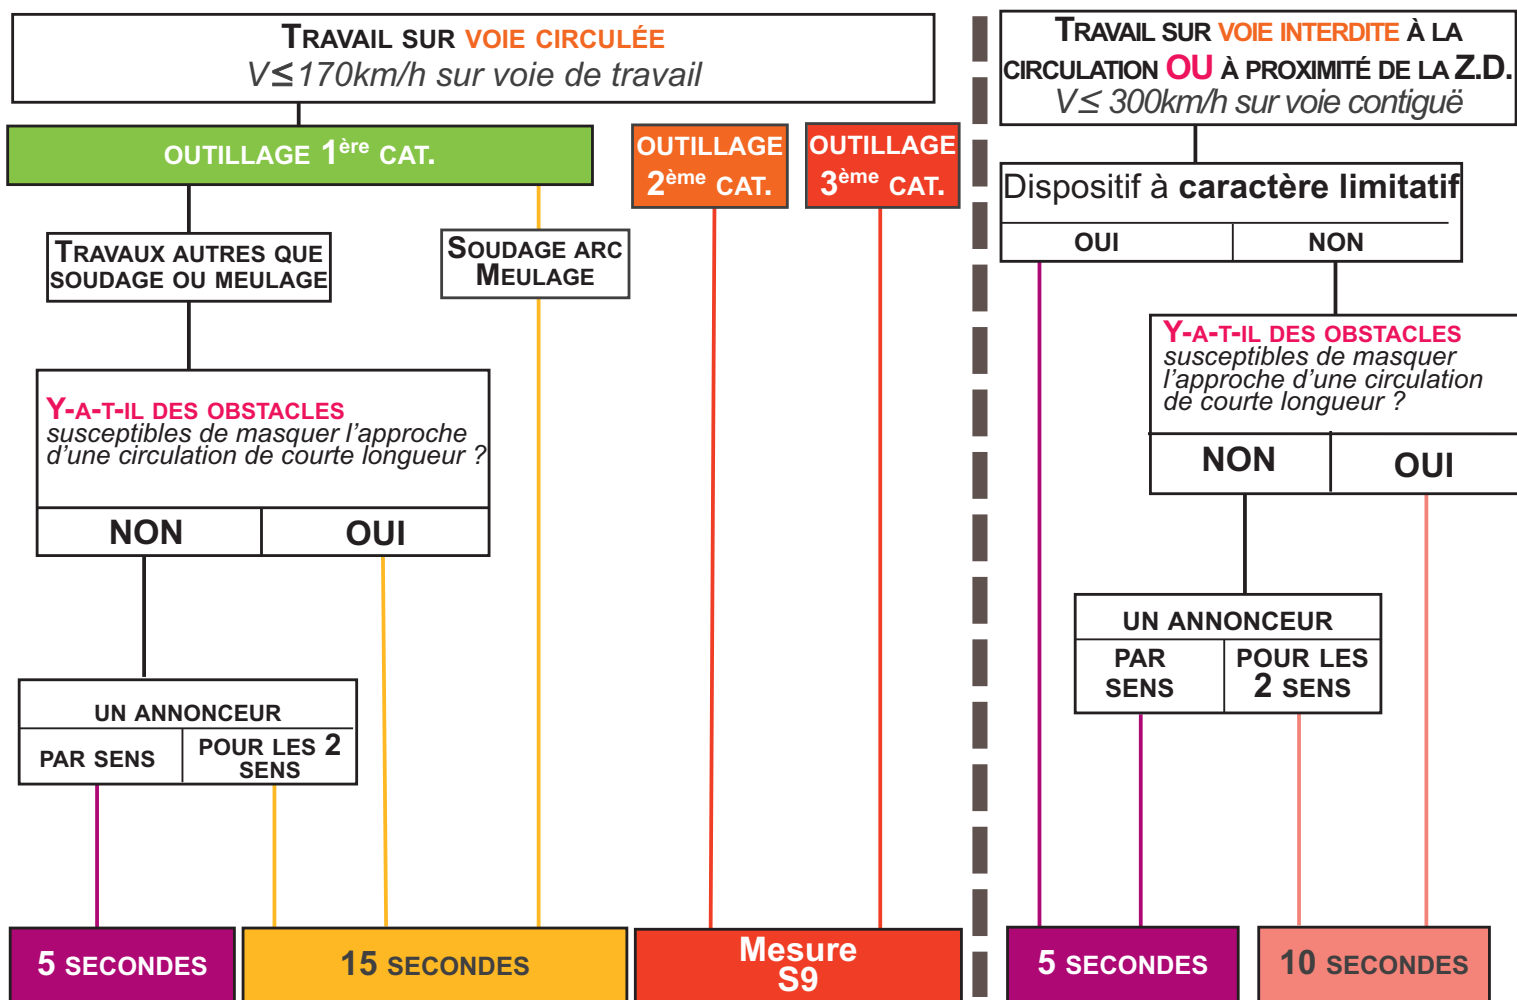 TRAVAIL SUR VOIE CIRCULÉE
V≤170km/h sur voie de travail
OUTILLAGE 1ère CAT.
OUTILLAGE
2ème CAT.
OUTILLAGE
3ème CAT.
TRAVAUX AUTRES QUE
SOUDAGE OU MEULAGE
SOUDAGE ARC
MEULAGE
Y-A-T-IL DES OBSTACLES
susceptibles de masquer l'approche
d'une circulation de courte longueur ?
NON
OUI
UN ANNONCEUR
PAR SENS
POUR LES 2
SENS
5 SECONDES
15 SECONDES
Mesure
S9
TRAVAIL SUR VOIE INTERDITE À LA
CIRCULATION OU À PROXIMITÉ DE LA Z.D.
V≤ 300km/h sur voie contiguë
Dispositif à caractère limitatif
OUI
NON
Y-A-T-IL DES OBSTACLES
susceptibles de masquer
l'approche d'une circulation
de courte longueur ?
NON
OUI
UN ANNONCEUR
PAR
SENS
POUR LES
2 SENS
5 SECONDES
10 SECONDES